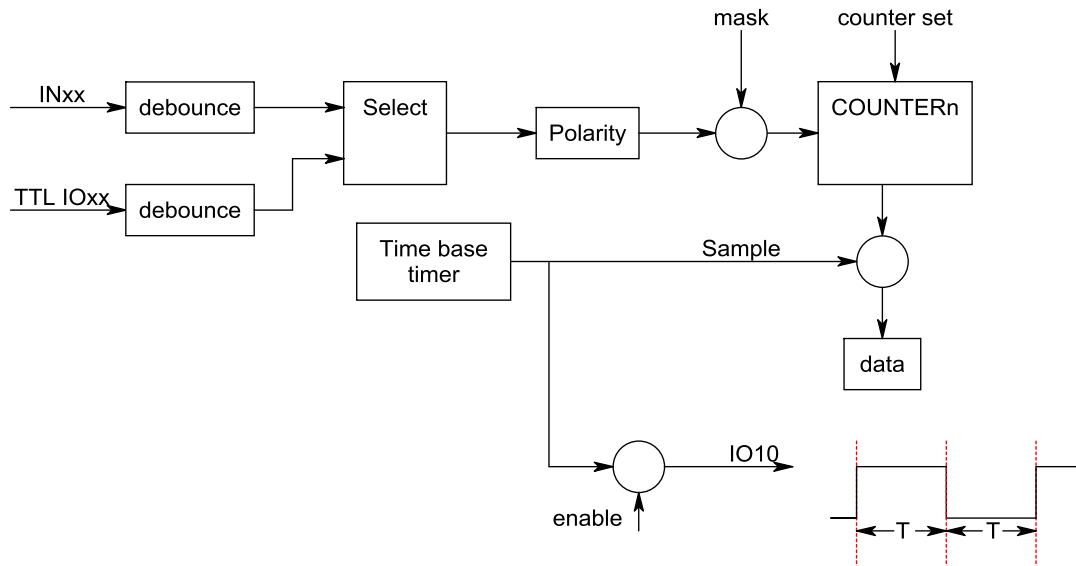 mask
counter set
INxx
debounce
Select
COUNTERn
Polarity
TTL IOxx
debounce
Time base
timer
Sample
data
IO10
enable
T
T